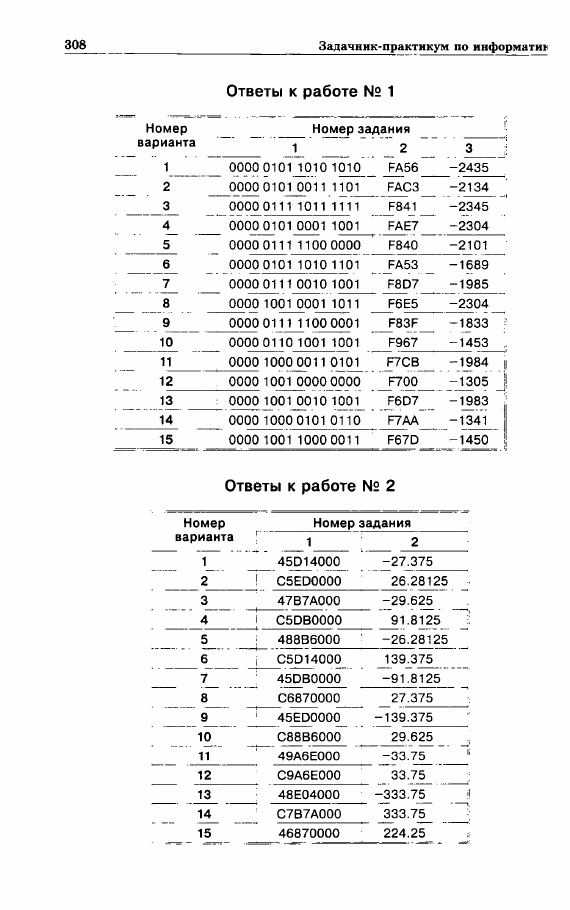 308 Задачник-практикум по информатик
Ответы к работе № 1
Номер варианта Номер задания
1 2 3
1 0000 0101 1010 1010 FA56 −2435
2 0000 0101 0011 1101 FAC3 −2134
3 0000 0111 1011 1111 F841 −2345
4 0000 0101 0001 1001 FAE7 −2304
5 0000 0111 1100 0000 F840 −2101
6 0000 0101 1010 1101 FA53 −1689
7 0000 0111 0010 1001 F8D7 −1985
8 0000 1001 0001 1011 F6E5 −2304
9 0000 0111 1100 0001 F83F −1833
10 0000 0110 1001 1001 F967 −1453
11 0000 1000 0011 0101 F7CB −1984
12 0000 1001 0000 0000 F700 −1305
13 0000 1001 0010 1001 F6D7 −1983
14 0000 1000 0101 0110 F7AA −1341
15 0000 1001 1000 0011 F67D −1450
Ответы к работе № 2
Номер варианта Номер задания
1 2
1 45D14000 −27.375
2 C5ED0000 26.28125
3 47B7A000 −29.625
4 C5DB0000 91.8125
5 488B6000 −26.28125
6 C5D14000 139.375
7 45DB0000 −91.8125
8 C6870000 27.375
9 45ED0000 −139.375
10 C88B6000 29.625
11 49A6E000 −33.75
12 C9A6E000 33.75
13 48E04000 −333.75
14 C7B7A000 333.75
15 46870000 224.25